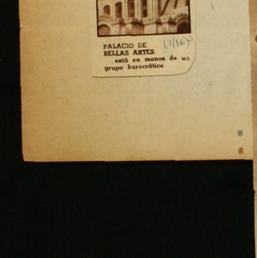 PALACIO DE
BELLAS ARTES
está en manos de un
grupo burocrático